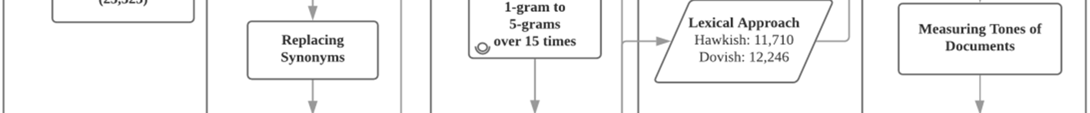 Replacing
Synonyms
1-gram to
5-grams
over 15 times
Lexical Approach
Hawkish: 11,710
Dovish: 12,246
Measuring Tones of
Documents